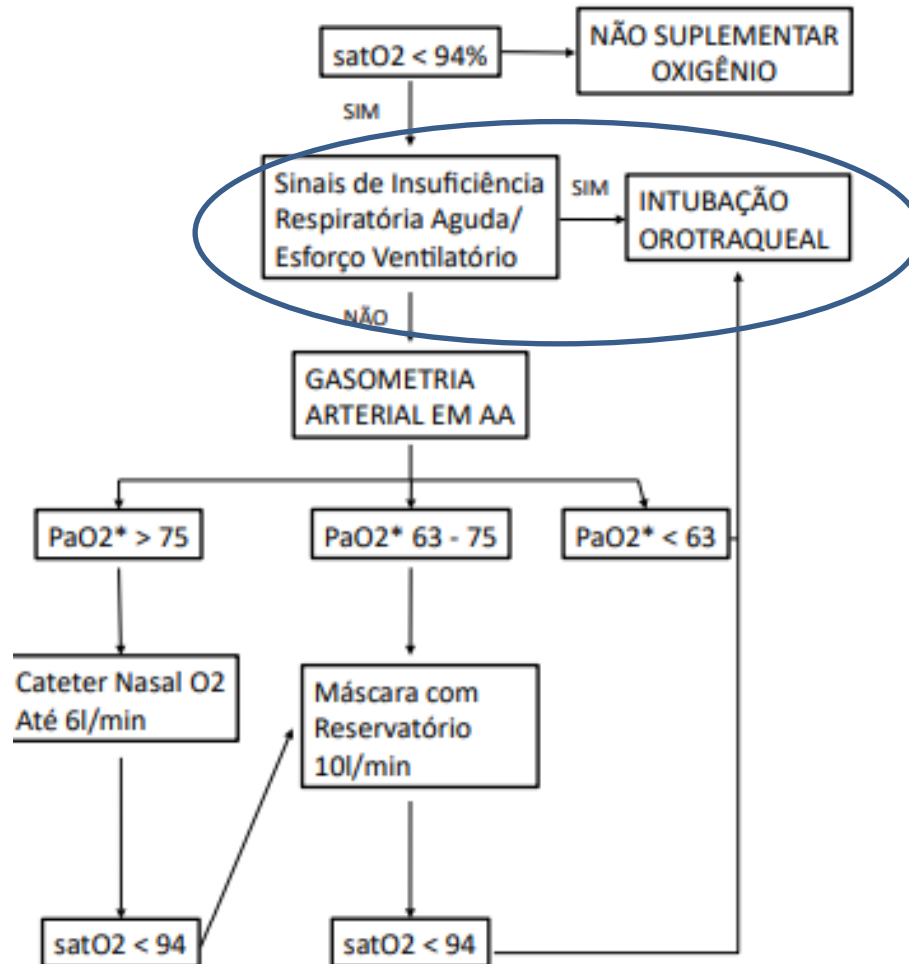 satO2 < 94%
NÃO SUPLEMENTAR
OXIGÊNIO
SIM
Sinais de Insuficiência
Respiratória Aguda/
Esforço Ventilatório
SIM
INTUBAÇÃO
OROTRAQUEAL
NÃO
GASOMETRIA
ARTERIAL EM AA
PaO2* > 75
PaO2* 63 - 75
PaO2* < 63
Cateter Nasal O2
Até 6l/min
Máscara com
Reservatório
10l/min
satO2 < 94
satO2 < 94